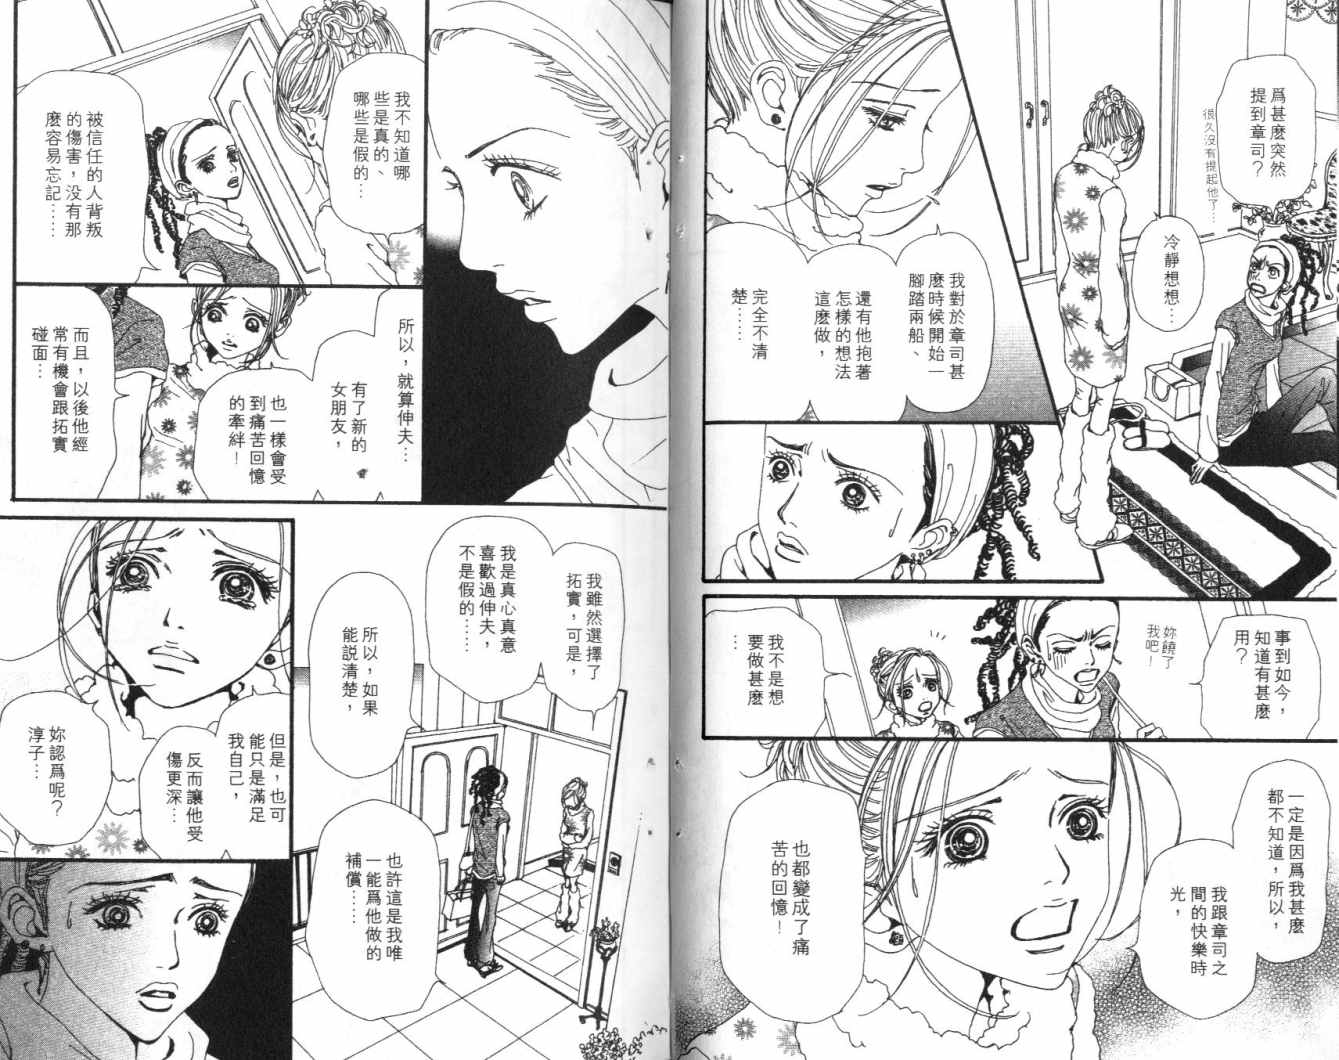 爲甚麼突然
提到章司？
很久沒有提起他了…
冷靜想想…
我對於章司甚
麼時候開始一
腳踏兩船、
還有他抱著
怎樣的想法
這麼做，
完全不清
楚……
事到如今，
知道有甚麼
用？
妳饒了
我吧！
我不是想
要做甚麼
…
一定是因爲我甚麼
都不知道，所以，
我跟章司之
間的快樂時
光，
也都變成了痛
苦的回憶！
我不知道哪
些是真的、
哪些是假的…
被信任的人背叛
的傷害，没有那
麼容易忘記……
所以，就算伸夫…
有了新的
女朋友，
也一樣會受
到痛苦回憶
的牽絆！
而且，以後他經
常有機會跟拓實
碰面…
我雖然選擇了
拓實，可是，
我是真心真意
喜歡過伸夫，
不是假的……
所以，如果
能說清楚，
也許這是我唯
一能爲他做的
補償……
但是，也可
能只是滿足
我自己，
反而讓他受
傷更深…
妳認爲呢？
淳子…